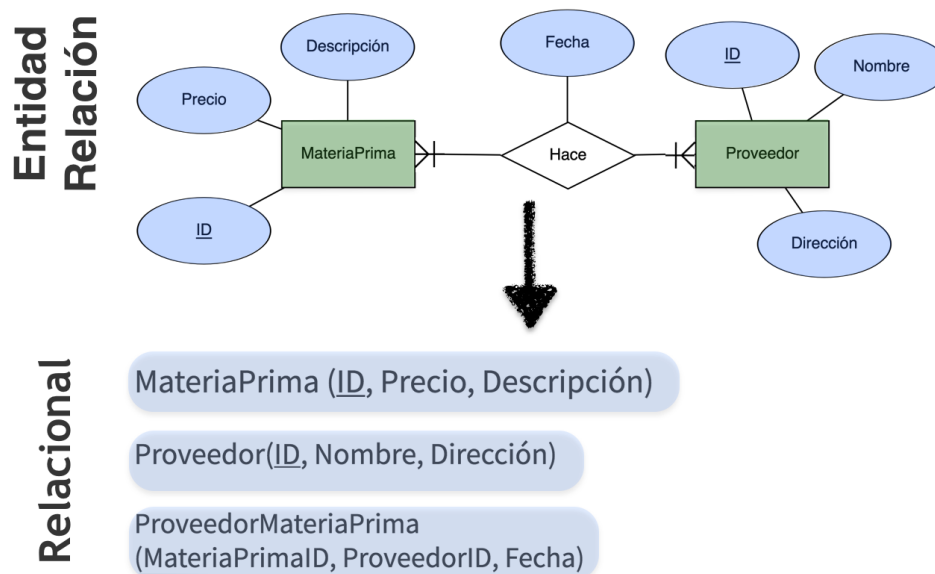 Entidad
Relación
Descripción
Fecha
ID
Nombre
Precio
MateriaPrima
Hace
Proveedor
ID
Dirección
Relacional
MateriaPrima (ID, Precio, Descripción)
Proveedor(ID, Nombre, Dirección)
ProveedorMateriaPrima
(MateriaPrimaID, ProveedorID, Fecha)